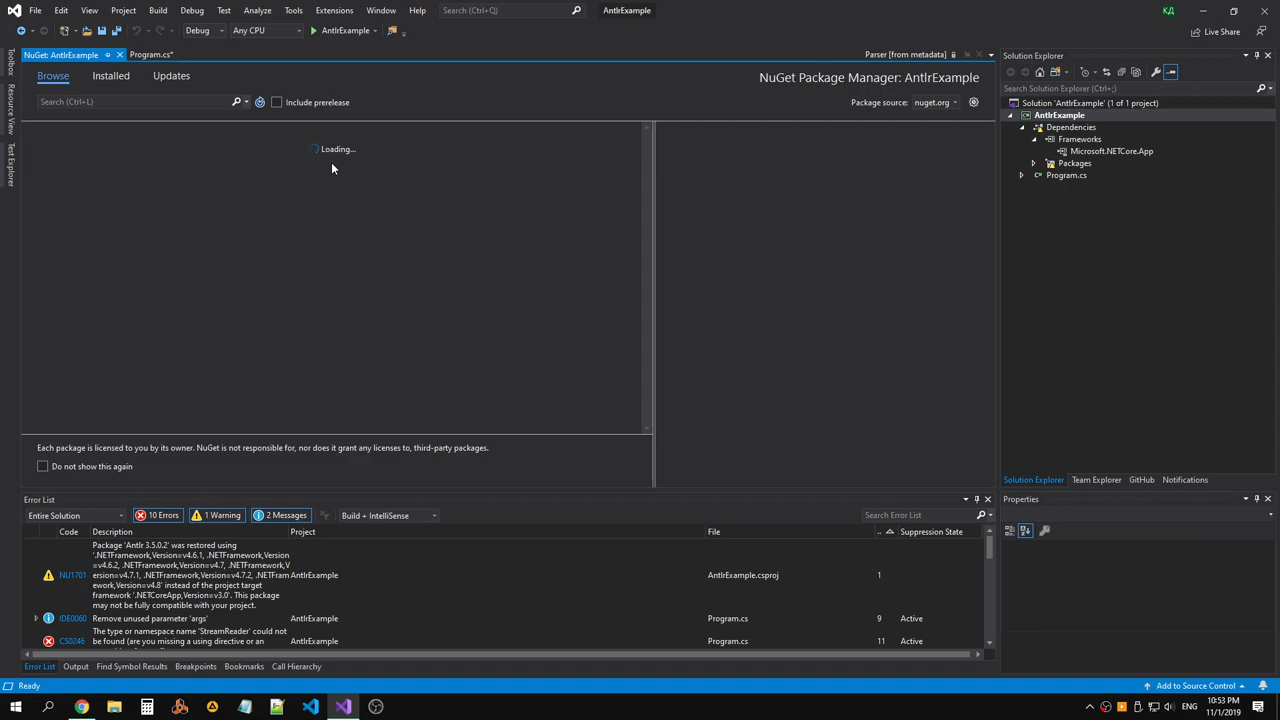 File Edit View Project Build Debug Test Analyze Tools Extensions Window Help Search (Ctrl+Q) AntlrExample КД
Debug Any CPU AntlrExample Live Share
Toolbox
Resource View
Test Explorer
NuGet: AntlrExample Program.cs* Parser [from metadata]
Browse Installed Updates NuGet Package Manager: AntlrExample
Search (Ctrl+L) Include prerelease Package source: nuget.org
Loading...
Each package is licensed to you by its owner. NuGet is not responsible for, nor does it grant any licenses to, third-party packages.
Do not show this again
Solution Explorer
Search Solution Explorer (Ctrl+;)
Solution 'AntlrExample' (1 of 1 project)
AntlrExample
Dependencies
Frameworks
Microsoft.NETCore.App
Packages
Program.cs
Solution Explorer Team Explorer GitHub Notifications
Properties
Error List
Entire Solution 10 Errors 1 Warning 2 Messages Build + IntelliSense Search Error List
Code Description Project File .. Suppression State
NU1701
Package 'Antlr 3.5.0.2' was restored using
'.NETFramework,Version=v4.6.1, .NETFramework,Version=
v4.6.2, .NETFramework,Version=v4.7, .NETFramework,V
ersion=v4.7.1, .NETFramework,Version=v4.7.2, .NETFram
ework,Version=v4.8' instead of the project target
framework '.NETCoreApp,Version=v3.0'. This package
may not be fully compatible with your project.
AntlrExample AntlrExample.csproj 1
IDE0060 Remove unused parameter 'args' AntlrExample Program.cs 9 Active
CS0246
The type or namespace name 'StreamReader' could not
be found (are you missing a using directive or an
AntlrExample Program.cs 11 Active
Error List Output Find Symbol Results Breakpoints Bookmarks Call Hierarchy
Ready Add to Source Control
ENG 10:53 PM
11/1/2019